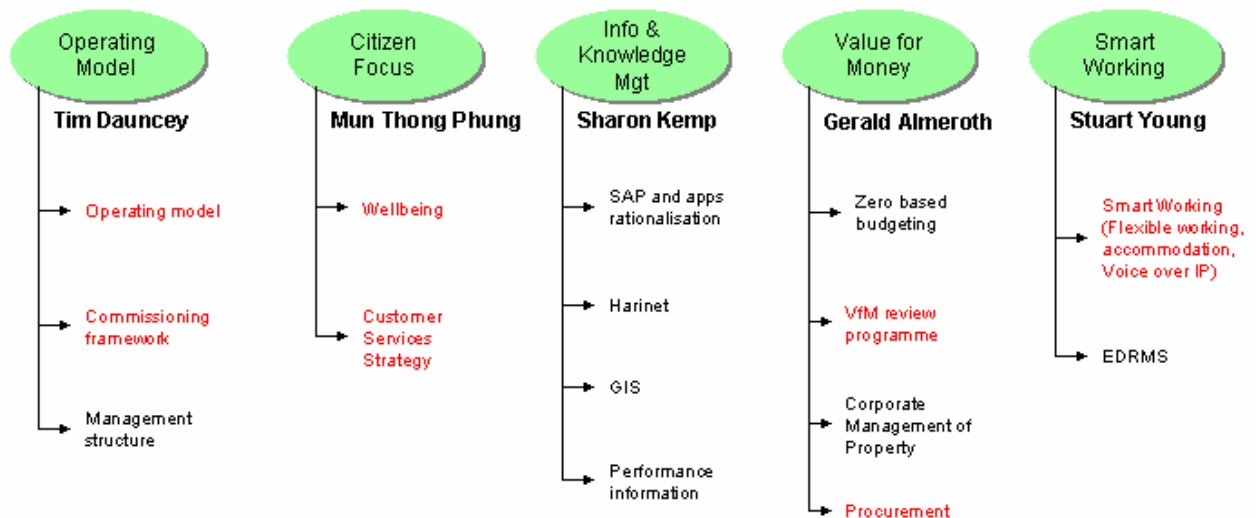 Operating
Model
Tim Dauncey
Operating model
Commissioning
framework
Management
structure
Citizen
Focus
Mun Thong Phung
Wellbeing
Customer
Services
Strategy
Info &
Knowledge
Mgt
Sharon Kemp
SAP and apps
rationalisation
Harinet
GIS
Performance
information
Value for
Money
Gerald Almeroth
Zero based
budgeting
VfM review
programme
Corporate
Management of
Property
Procurement
Smart
Working
Stuart Young
Smart Working
(Flexible working,
accommodation,
Voice over IP)
EDRMS